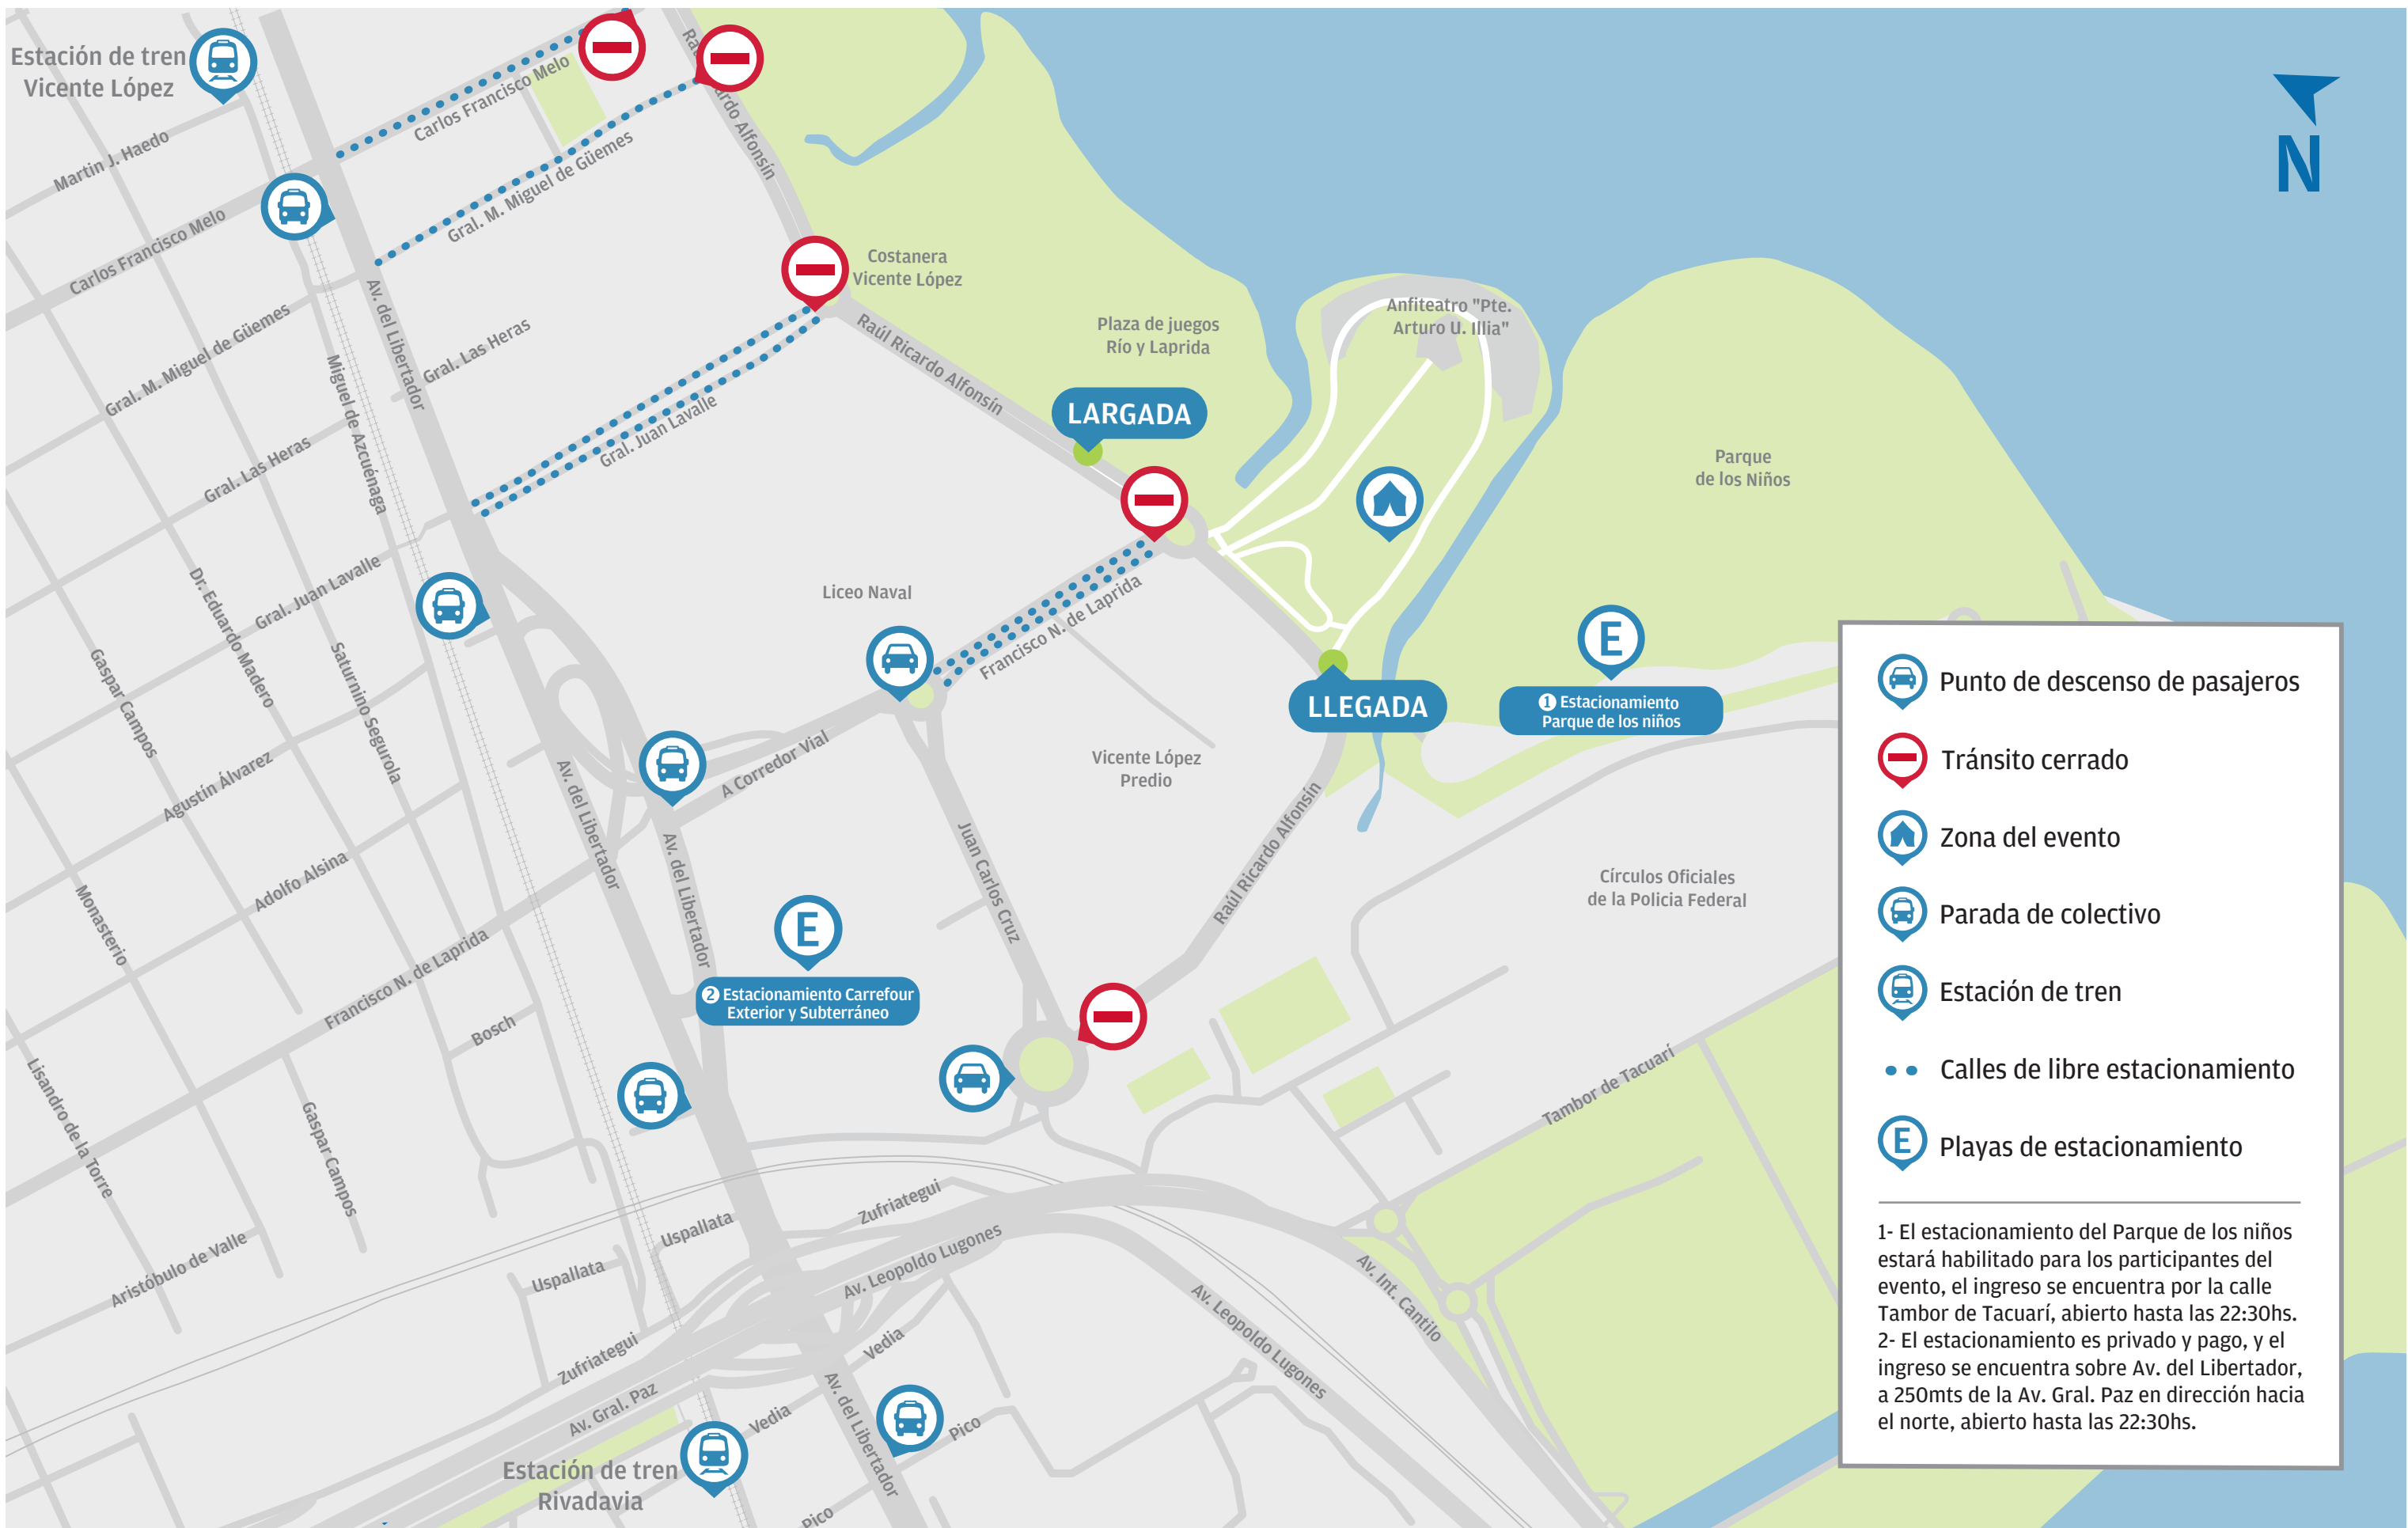 Estación de tren
Vicente López
Martin J. Haedo
Carlos Francisco Melo
Carlos Francisco Melo
Gral. M. Miguel de Güemes
Gral. M. Miguel de Güemes
Raúl Ricardo Alfonsín
N
Costanera
Vicente López
Plaza de juegos
Río y Laprida
Anfiteatro "Pte.
Arturo U. Illia"
Av. del Libertador
Gral. Las Heras
Gral. Las Heras
Miguel de Azcuénaga
Raúl Ricardo Alfonsín
LARGADA
Gral. Juan Lavalle
Gral. Juan Lavalle
Parque
de los Niños
Liceo Naval
Francisco N. de Laprida
Dr. Eduardo Madero
Saturnino Segurola
Gaspar Campos
LLEGADA
E
1 Estacionamiento
Parque de los niños
A Corredor Vial
Vicente López
Predio
Agustín Álvarez
Adolfo Alsina
Av. del Libertador
Av. del Libertador
Juan Carlos Cruz
Raúl Ricardo Alfonsín
Círculos Oficiales
de la Policia Federal
Monasterio
Francisco N. de Laprida
E
2 Estacionamiento Carrefour
Exterior y Subterráneo
Bosch
Lisandro de la Torre
Gaspar Campos
Tambor de Tacuarí
Aristóbulo de Valle
Uspallata
Uspallata
Zufriategui
Zufriategui
Av. Leopoldo Lugones
Av. Leopoldo Lugones
Av. Int. Cantilo
Av. Gral. Paz
Vedia
Vedia
Av. del Libertador
Pico
Pico
Estación de tren
Rivadavia
Punto de descenso de pasajeros
Tránsito cerrado
Zona del evento
Parada de colectivo
Estación de tren
Calles de libre estacionamiento
E Playas de estacionamiento
1- El estacionamiento del Parque de los niños
estará habilitado para los participantes del
evento, el ingreso se encuentra por la calle
Tambor de Tacuarí, abierto hasta las 22:30hs.
2- El estacionamiento es privado y pago, y el
ingreso se encuentra sobre Av. del Libertador,
a 250mts de la Av. Gral. Paz en dirección hacia
el norte, abierto hasta las 22:30hs.